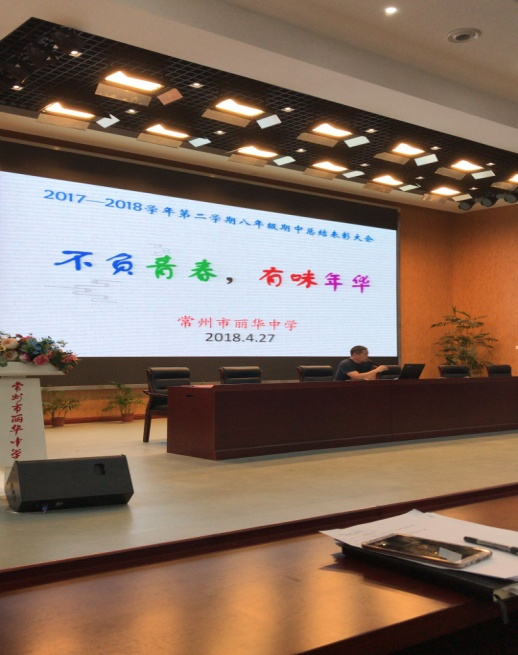 2017—2018学年第二学期八年级期中总结表彰大会
不负青春，有味年华
常州市丽华中学
2018.4.27
常州市丽华中学